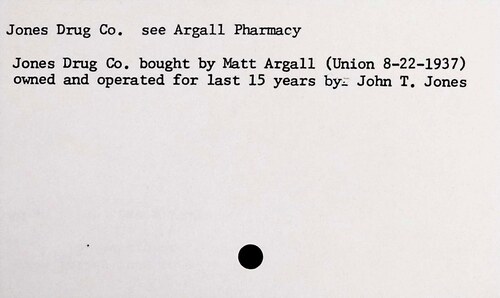 Jones Drug Co. see Argall Pharmacy
Jones Drug Co. bought by Matt Argall (Union 8-22-1937)
owned and operated for last 15 years by: John T. Jones